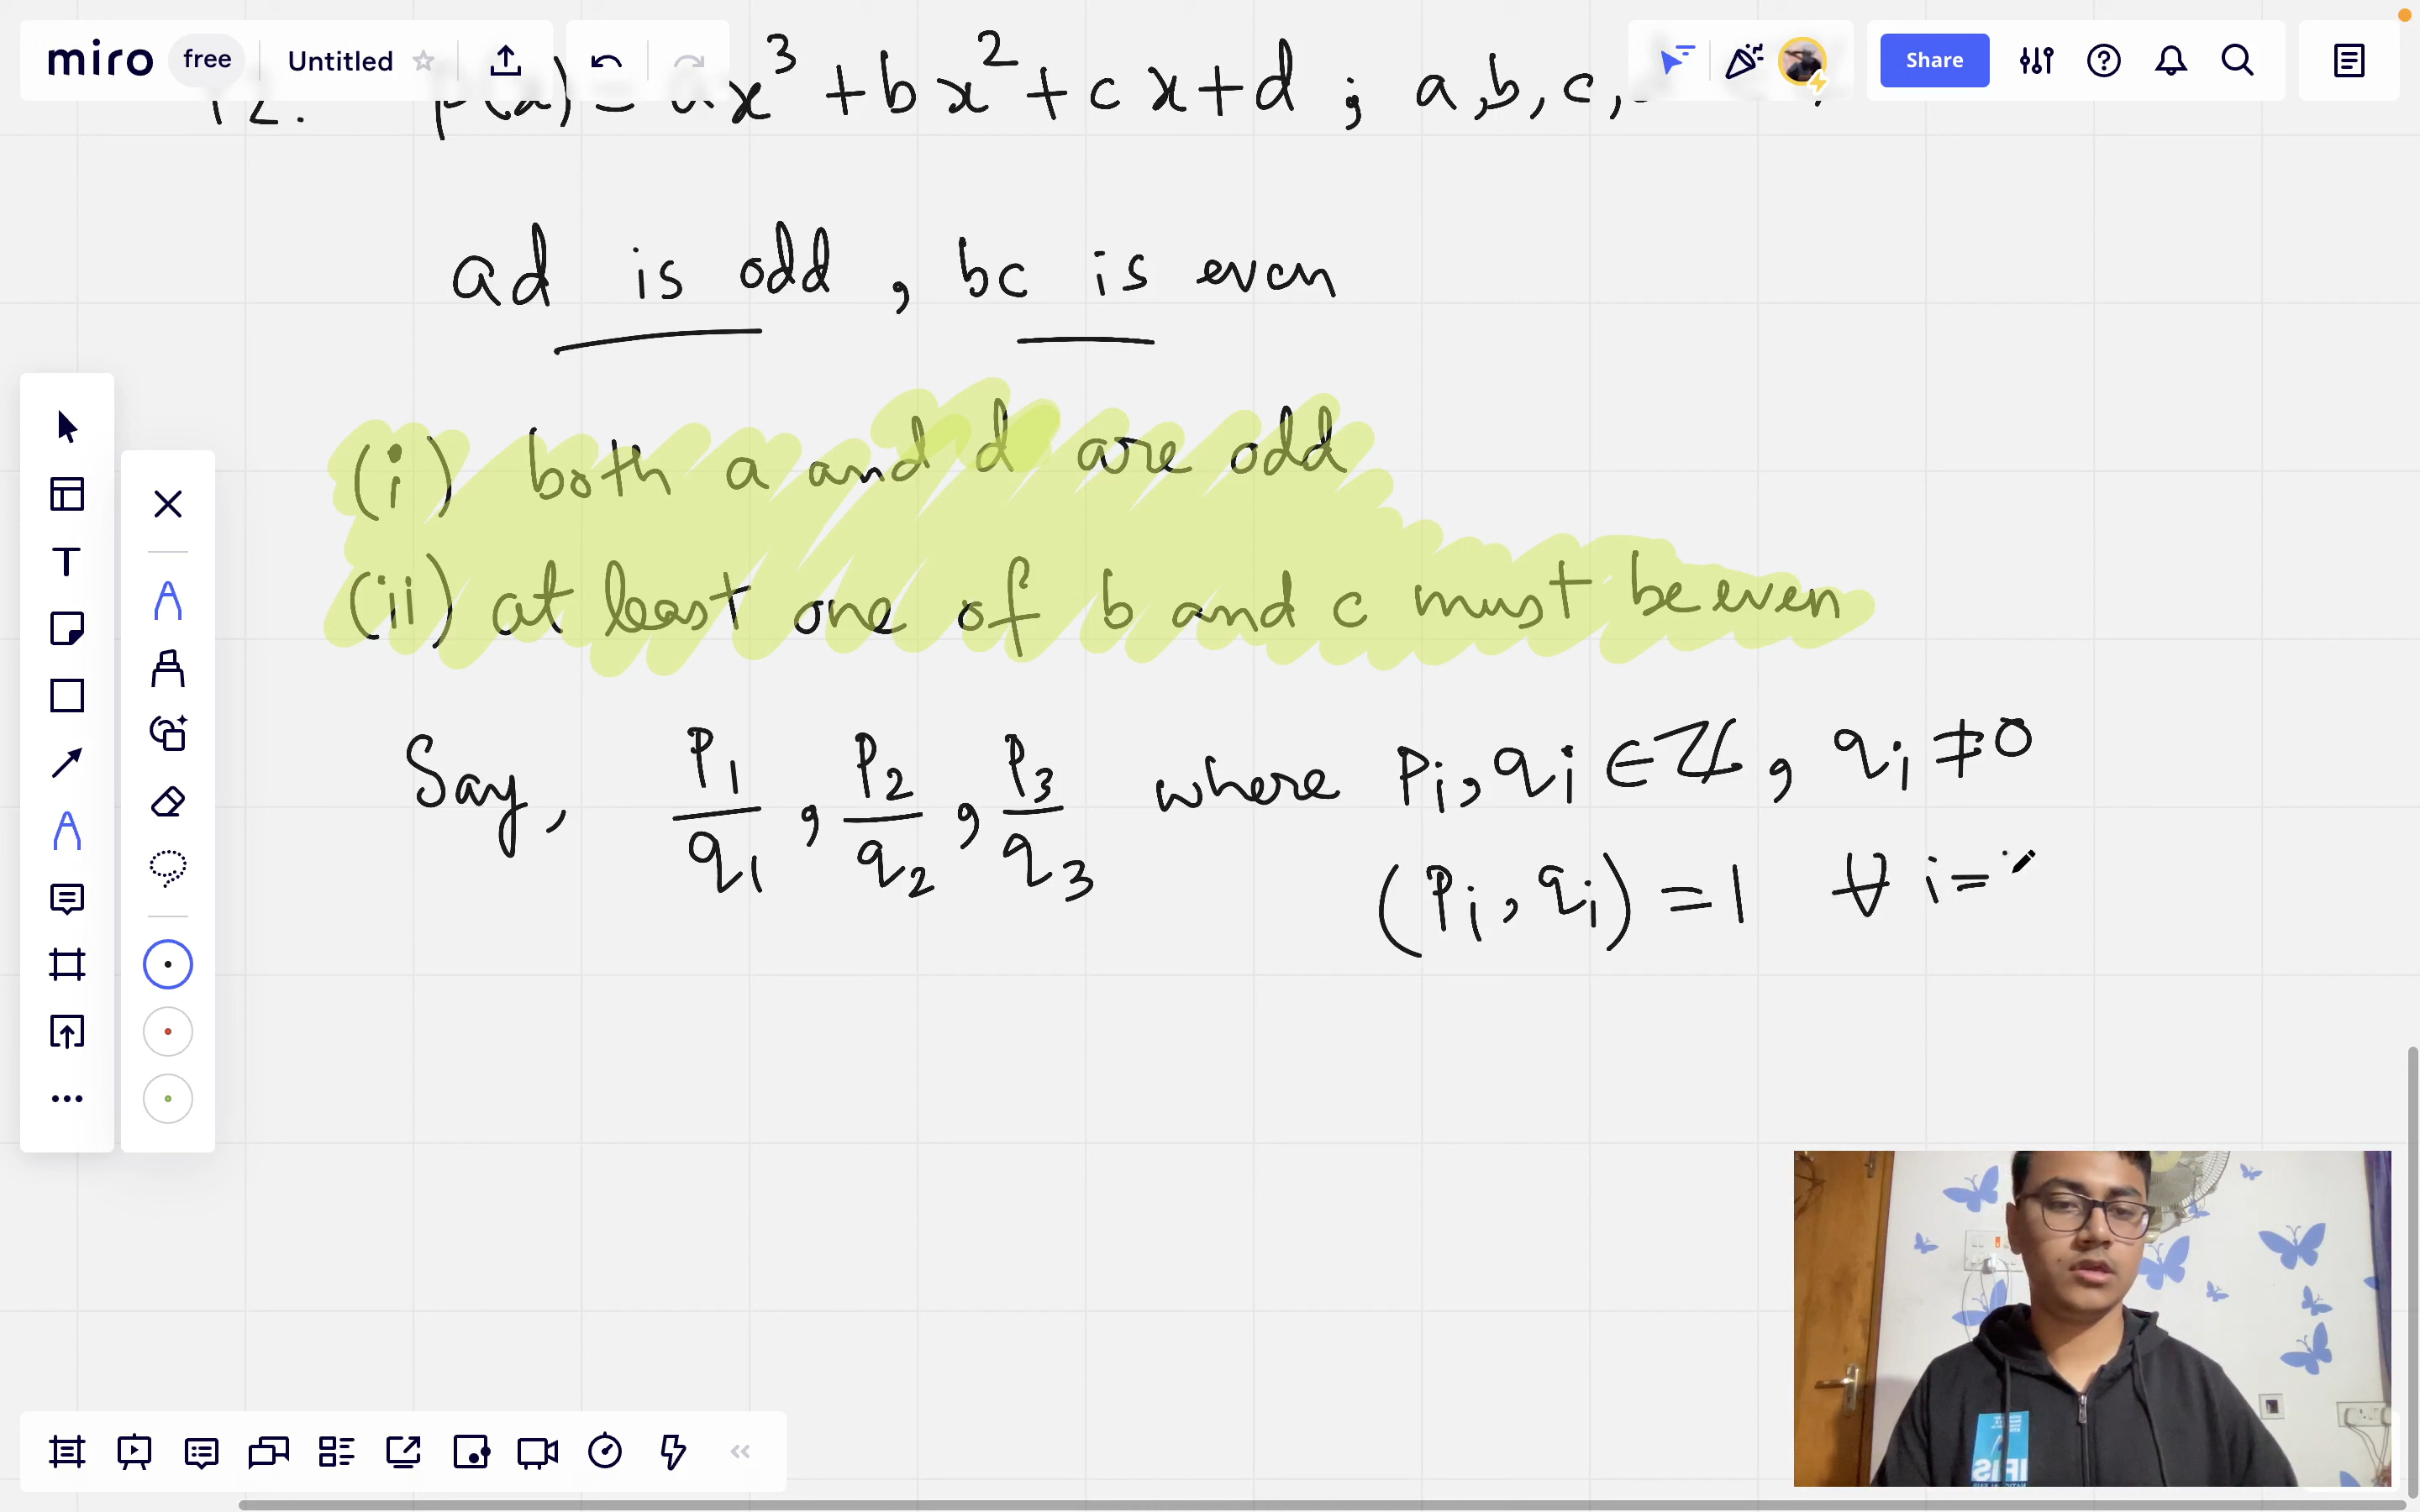 miro free Untitled Share
12. p(x) = ax³ + bx² + cx + d ; a, b, c,
ad is odd , bc is even
(i) both a and d are odd
(ii) at least one of b and c must be even
Say, P₁/q₁ , P₂/q₂ , P₃/q₃ where Pᵢ, qᵢ ∈ ℤ, qᵢ ≠ 0
(Pᵢ, qᵢ) = 1 ∀ i =